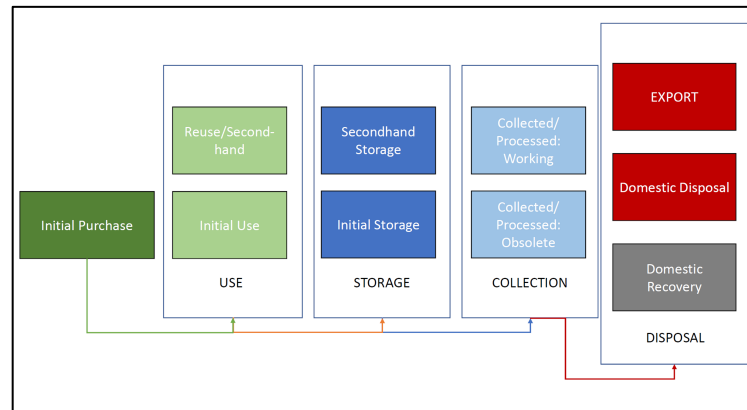 Initial Purchase
Reuse/Second-
hand
Initial Use
USE
Secondhand
Storage
Initial Storage
STORAGE
Collected/
Processed:
Working
Collected/
Processed:
Obsolete
COLLECTION
EXPORT
Domestic Disposal
Domestic
Recovery
DISPOSAL